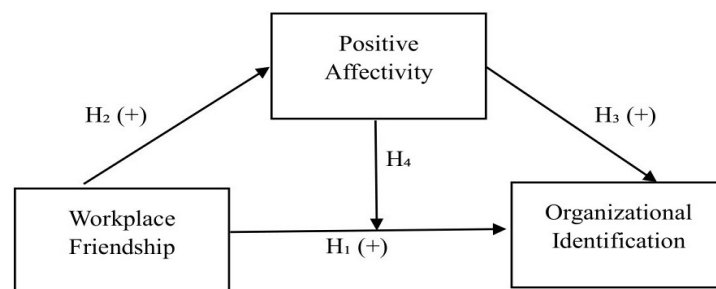 Positive
Affectivity
H₂ (+)
H₃ (+)
H₄
Workplace
Friendship
Organizational
Identification
H₁ (+)